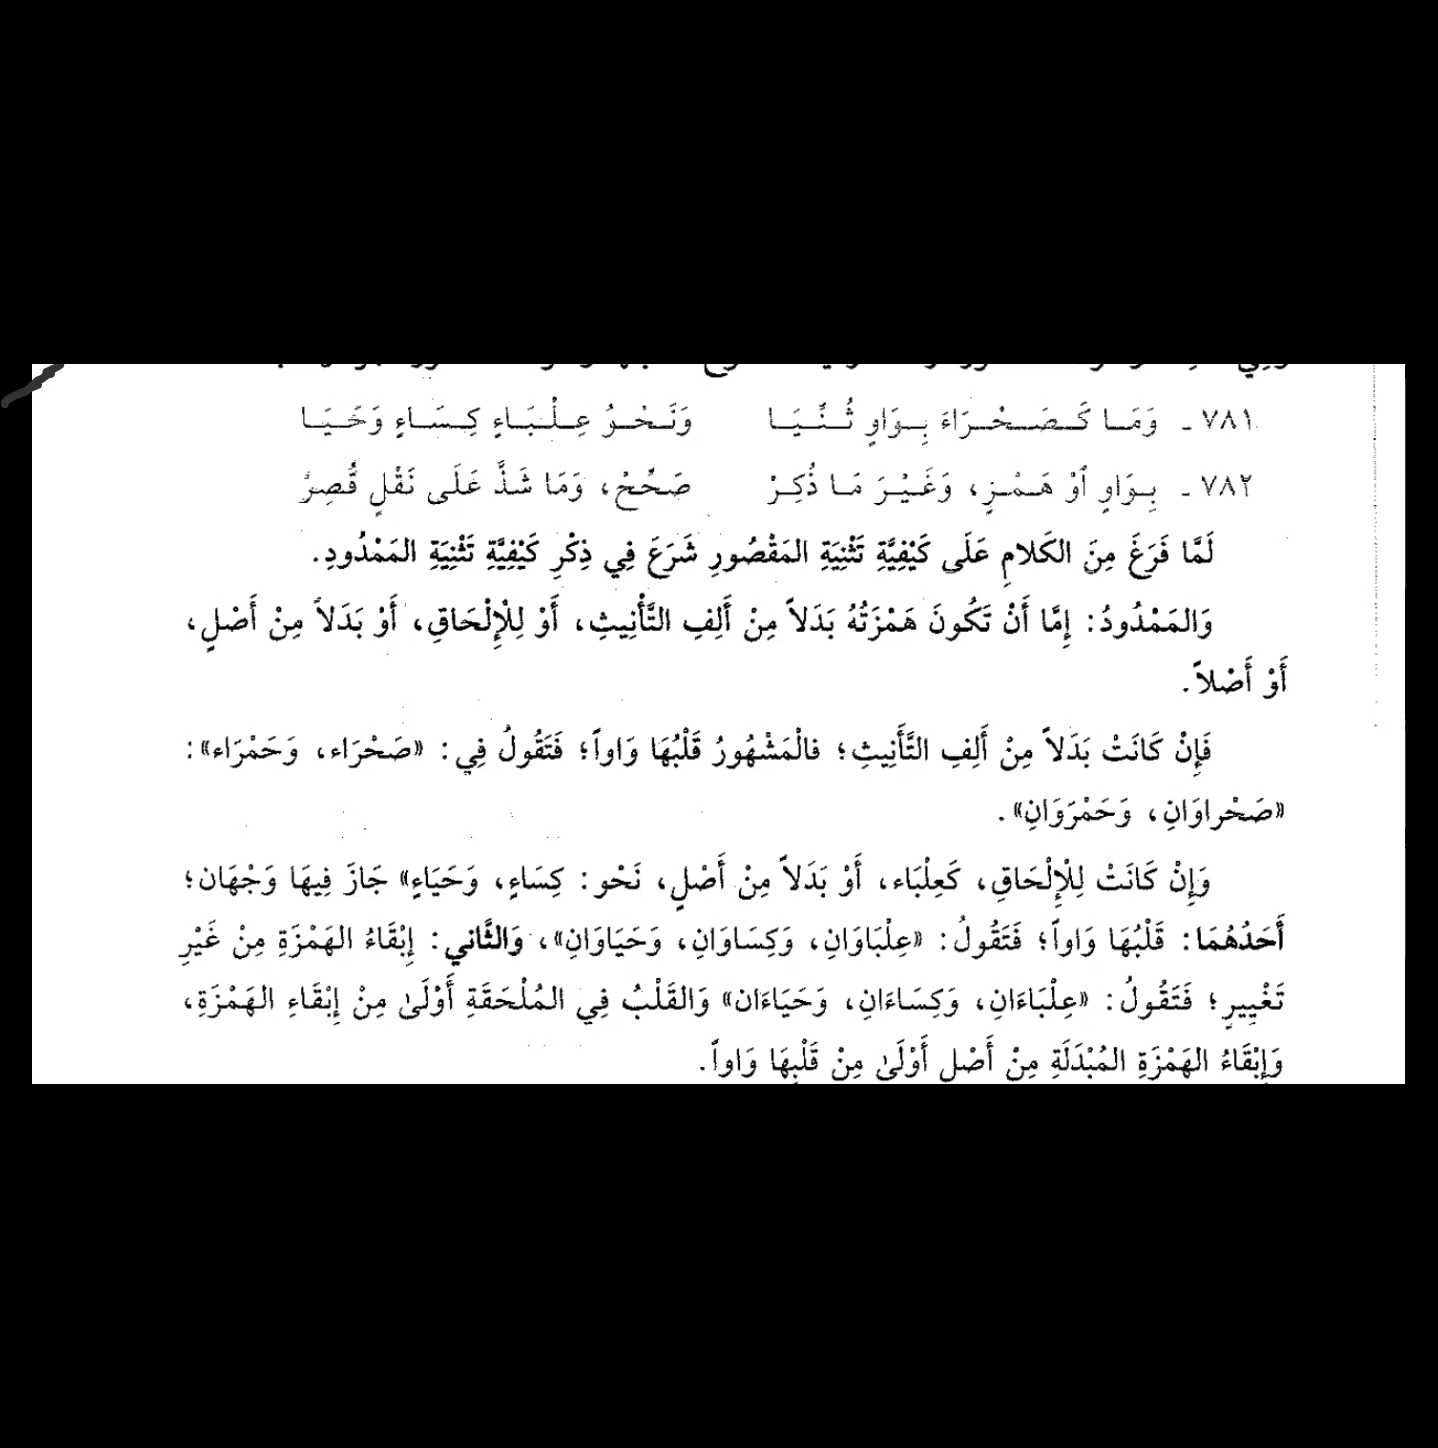 ٧٨١ ـ وَمَا كَصَحْرَاءَ بِوَاوٍ ثُنِّيَا وَنَحْوُ عِلْبَاءٍ كِسَاءٍ وَحَيَا
٧٨٢ ـ بِوَاوٍ أَوْ هَمْزٍ، وَغَيْرَ مَا ذُكِرْ صَحِّحْ، وَمَا شَذَّ عَلَى نَقْلٍ قُصِرْ
لَمَّا فَرَغَ مِنَ الكَلامِ عَلَى كَيْفِيَّةِ تَثْنِيَةِ المَقْصُورِ شَرَعَ فِي ذِكْرِ كَيْفِيَّةِ تَثْنِيَةِ المَمْدُودِ.
وَالمَمْدُودُ: إِمَّا أَنْ تَكُونَ هَمْزَتُهُ بَدَلاً مِنْ أَلِفِ التَّأْنِيثِ، أَوْ لِلْإِلْحَاقِ، أَوْ بَدَلاً مِنْ أَصْلٍ،
أَوْ أَصْلاً.
فَإِنْ كَانَتْ بَدَلاً مِنْ أَلِفِ التَّأَنِيثِ؛ فالْمَشْهُورُ قَلْبُهَا وَاواً؛ فَتَقُولُ فِي: «صَحْرَاء، وَحَمْرَاء»:
«صَحْراوَانِ، وَحَمْرَوَانِ».
وَإِنْ كَانَتْ لِلْإِلْحَاقِ، كَعِلْبَاء، أَوْ بَدَلاً مِنْ أَصْلٍ، نَحْو: كِسَاءٍ، وَحَيَاءٍ» جَازَ فِيهَا وَجْهَان؛
أَحَدُهُمَا: قَلْبُهَا وَاواً؛ فَتَقُولُ: «عِلْبَاوَانِ، وَكِسَاوَانِ، وَحَيَاوَانِ»، وَالثَّاني: إِبْقَاءُ الهَمْزَةِ مِنْ غَيْرِ
تَغْيِيرٍ؛ فَتَقُولُ: «عِلْبَاءَانِ، وَكِسَاءَانِ، وَحَيَاءَان» وَالقَلْبُ فِي المُلْحَقَةِ أَوْلَىٰ مِنْ إِبْقَاءِ الهَمْزَةِ،
وَإِبْقَاءُ الهَمْزَةِ المُبْدَلَةِ مِنْ أَصْلٍ أَوْلَىٰ مِنْ قَلْبِهَا وَاواً.